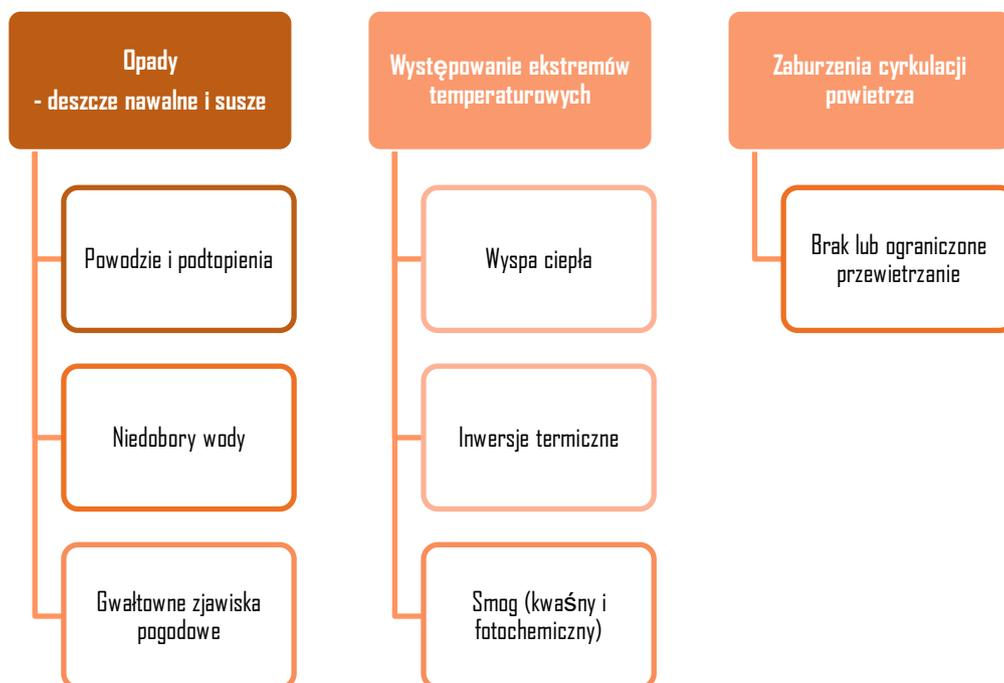 Opady
- deszcze nawalne i susze
Powodzie i podtopienia
Niedobory wody
Gwałtowne zjawiska
pogodowe
Występowanie ekstremów
temperaturowych
Wyspa ciepła
Inwersje termiczne
Smog (kwaśny i
fotochemiczny)
Zaburzenia cyrkulacji
powietrza
Brak lub ograniczone
przewietrzanie